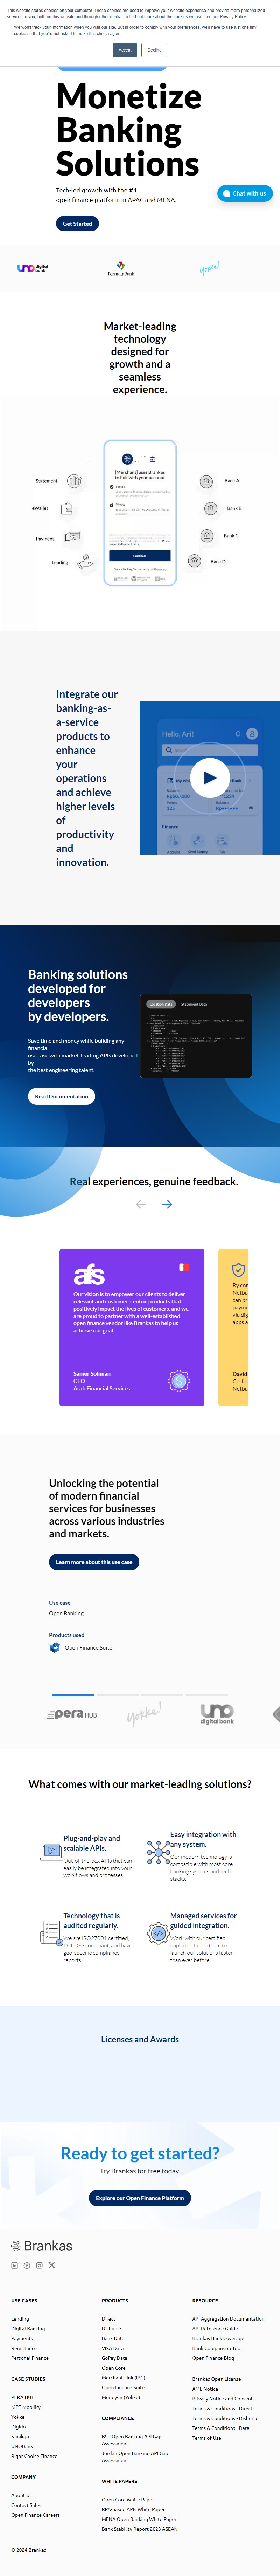 This website stores cookies on your computer. These cookies are used to improve your website experience and provide more personalized
services to you, both on this website and through other media. To find out more about the cookies we use, see our Privacy Policy.
We won't track your information when you visit our site. But in order to comply with your preferences, we'll have to use just one tiny
cookie so that you're not asked to make this choice again.
Accept
Decline
Monetize
Banking
Solutions
Tech-led growth with the #1
open finance platform in APAC and MENA.
Chat with us
Get Started
uno digital bank
PermataBank
yokke!
Market-leading
technology
designed for
growth and a
seamless
experience.
Statement
eWallet
Payment
Lending
[Merchant] uses Brankas
to link with your account
Secure
Private
Continue
Bank A
Bank B
Bank C
Bank D
Integrate our
banking-as-
a-service
products to
enhance
your
operations
and achieve
higher levels
of
productivity
and
innovation.
Hello, Ari!
Search
Finance
Banking solutions
developed for
developers
by developers.
Save time and money while building any
financial
use case with market-leading APIs developed
by
the best engineering talent.
Read Documentation
Statement Data
Real experiences, genuine feedback.
afs
Our vision is to empower our clients to deliver
relevant and customer-centric products that
positively impact the lives of customers, and we
are proud to partner with a well-established
open finance vendor like Brankas to help us
achieve our goal.
Samer Soliman
CEO
Arab Financial Services
By con
Netba
can pr
payme
via dig
apps a
David
Co-fou
Netba
Unlocking the potential
of modern financial
services for businesses
across various industries
and markets.
Learn more about this use case
Use case
Open Banking
Products used
Open Finance Suite
pera HUB
yokke!
uno digital bank
What comes with our market-leading solutions?
Plug-and-play and
scalable APIs.
Out-of-the-box APIs that can
easily be integrated into your
workflows and processes.
Easy integration with
any system.
Our modern technology is
compatible with most core
banking systems and tech
stacks.
Technology that is
audited regularly.
We are ISO27001 certified,
PCI-DSS compliant, and have
geo-specific compliance
reports.
Managed services for
guided integration.
Work with our certified
implementation team to
launch our solutions faster
than ever before.
Licenses and Awards
Ready to get started?
Try Brankas for free today.
Explore our Open Finance Platform
Brankas
USE CASES
Lending
Digital Banking
Payments
Remittance
Personal Finance
CASE STUDIES
PERA HUB
MPT Mobility
Yokke
Digido
Klinikgo
UNOBank
Right Choice Finance
COMPANY
About Us
Contact Sales
Open Finance Careers
PRODUCTS
Direct
Disburse
Bank Data
VISA Data
GoPay Data
Open Core
Merchant Link (IPG)
Open Finance Suite
Money-in (Yokke)
COMPLIANCE
BSP Open Banking API Gap
Assessment
Jordan Open Banking API Gap
Assessment
WHITE PAPERS
Open Core White Paper
RPA-based APIs White Paper
MENA Open Banking White Paper
Bank Stability Report 2023 ASEAN
RESOURCE
API Aggregation Documentation
API Reference Guide
Brankas Bank Coverage
Bank Comparison Tool
Open Finance Blog
Brankas Open License
AML Notice
Privacy Notice and Consent
Terms & Conditions - Direct
Terms & Conditions - Disburse
Terms & Conditions - Data
Terms of Use
© 2024 Brankas